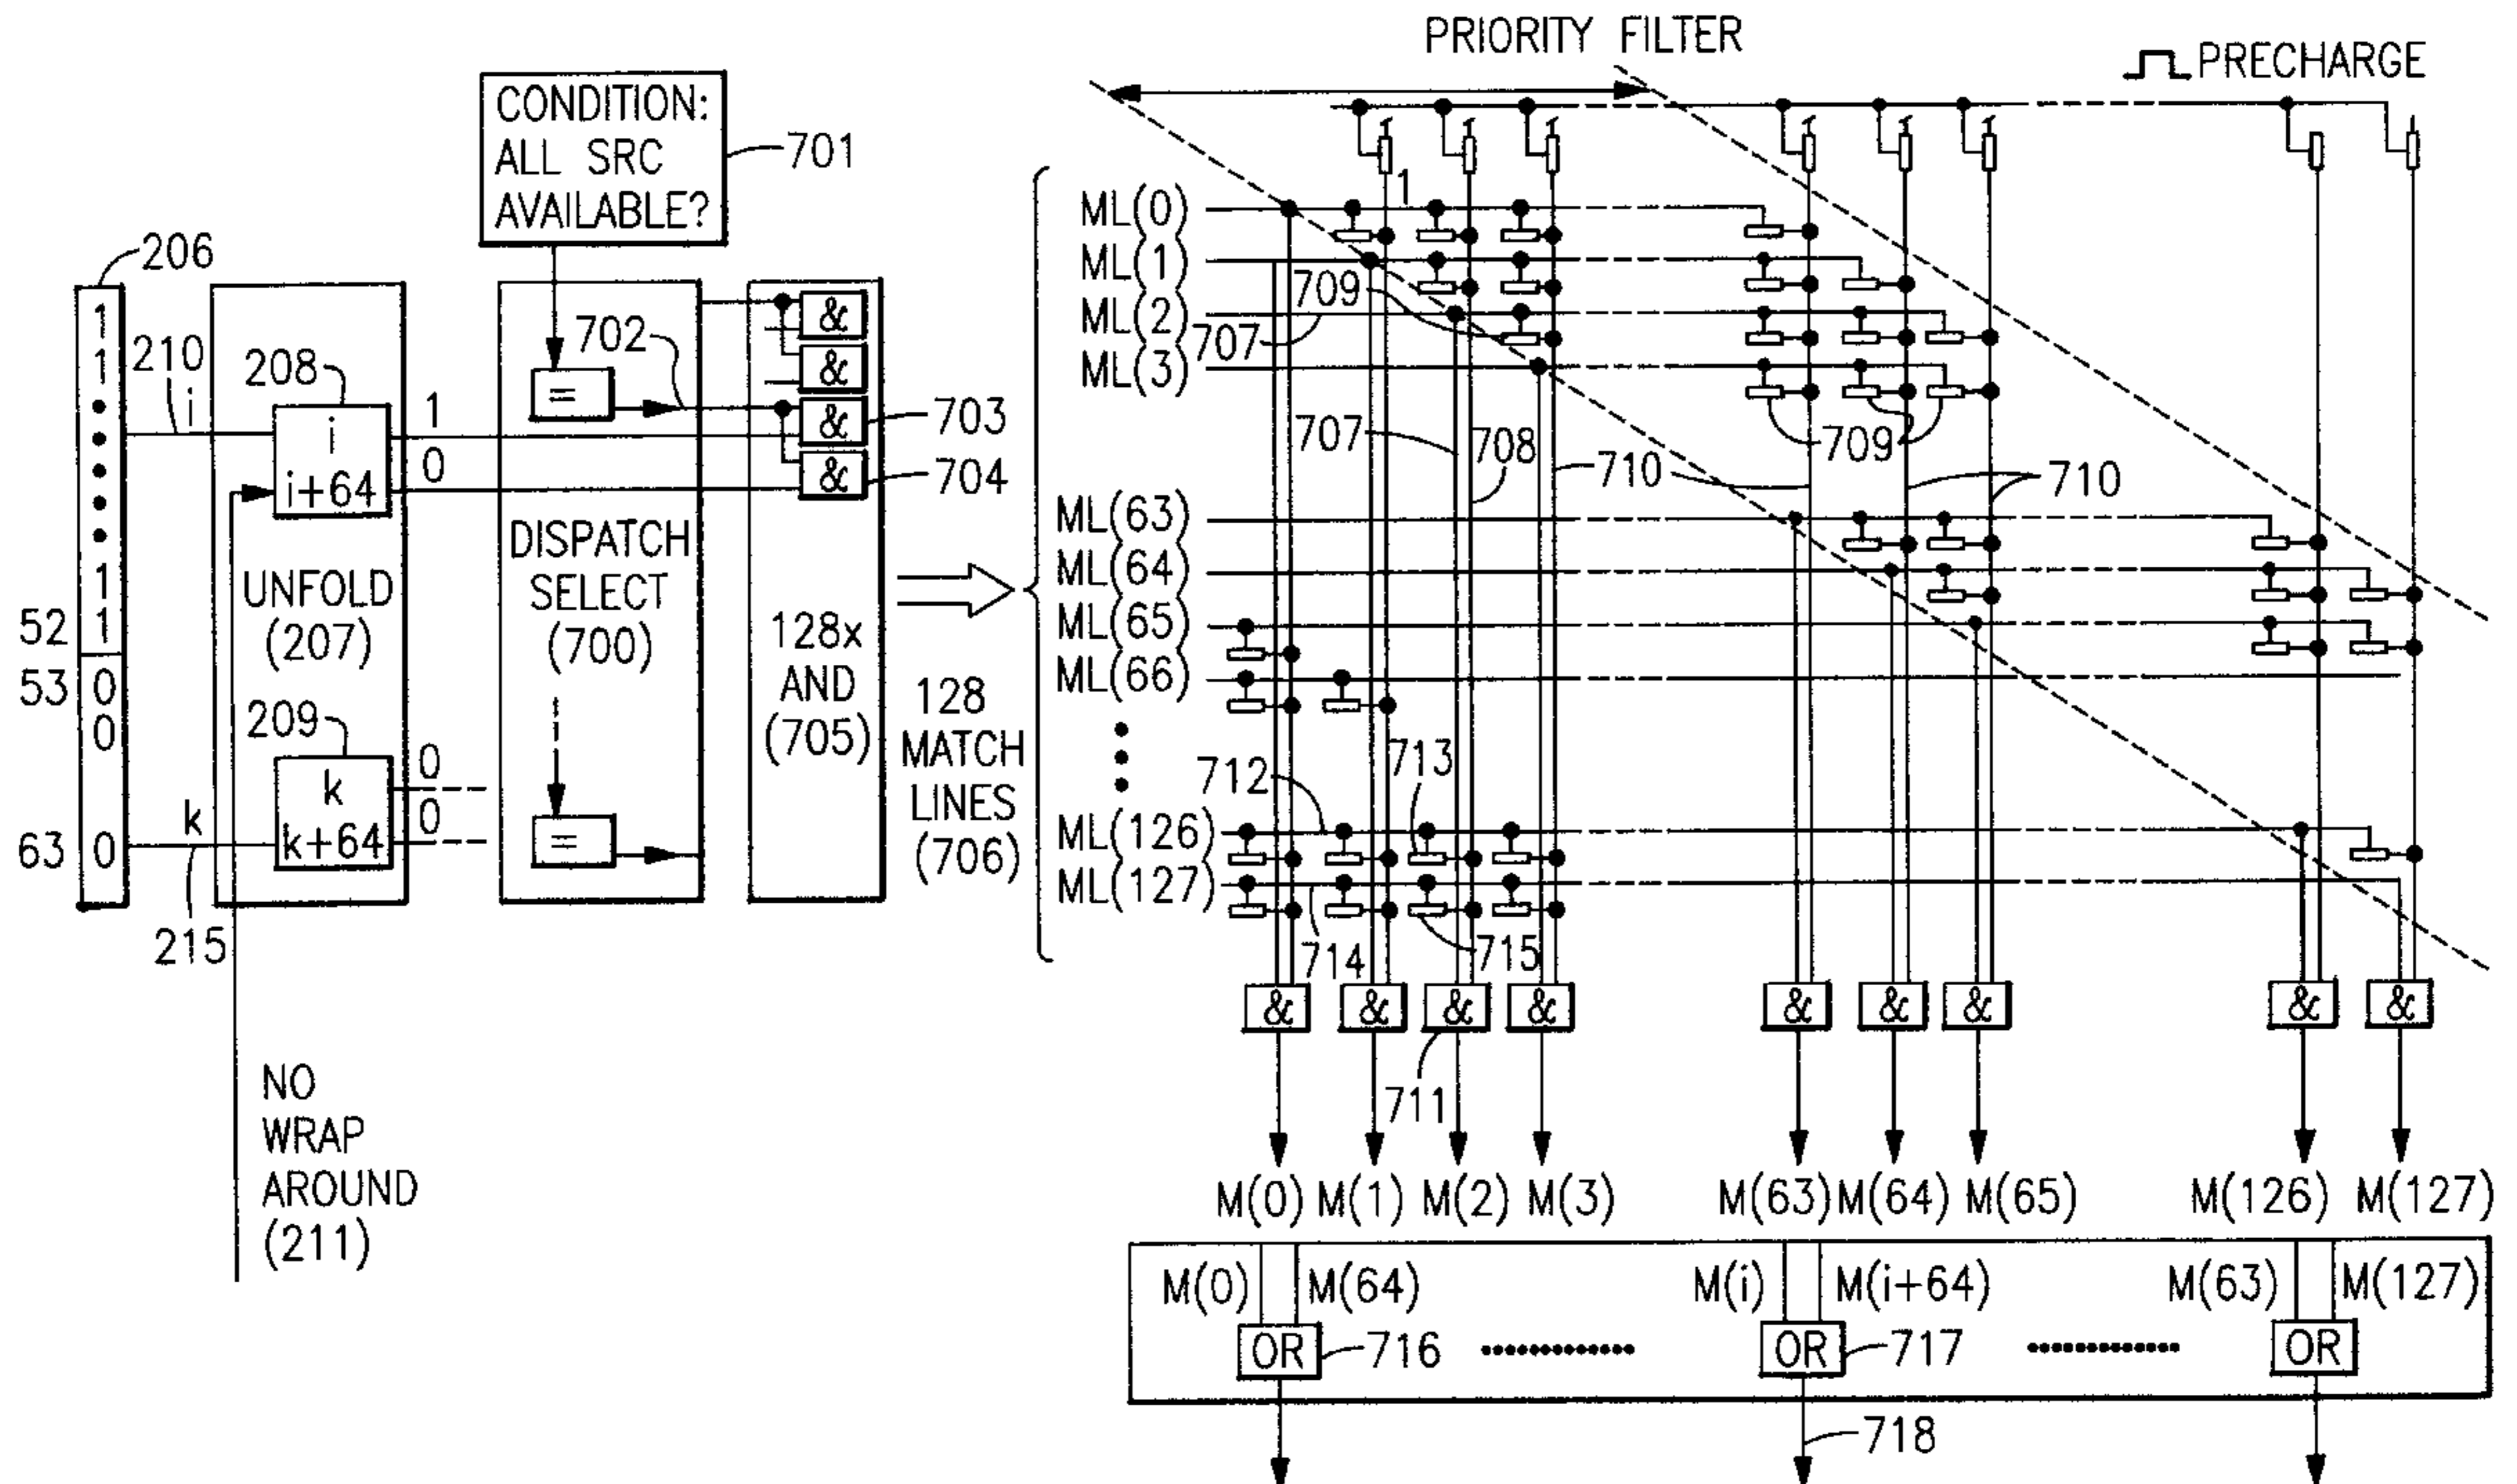 PRIORITY FILTER
PRECHARGE
CONDITION:
ALL SRC
AVAILABLE?
701
206
1
1
1
1
52
53
0
0
63
0
210
i
208
i
i+64
1
0
UNFOLD
(207)
209
k
k+64
0
0
k
215
NO
WRAP
AROUND
(211)
=
702
DISPATCH
SELECT
(700)
=
&
&
&
&
703
704
128x
AND
(705)
128
MATCH
LINES
(706)
ML(0)
ML(1)
ML(2)
ML(3)
ML(63)
ML(64)
ML(65)
ML(66)
ML(126)
ML(127)
1
709
707
707
708
710
709
710
712
713
714
715
& & & & & & & & &
711
M(0) M(1) M(2) M(3) M(63) M(64) M(65) M(126) M(127)
M(0) M(64) M(i) M(i+64) M(63) M(127)
OR 716 OR 717 OR
718